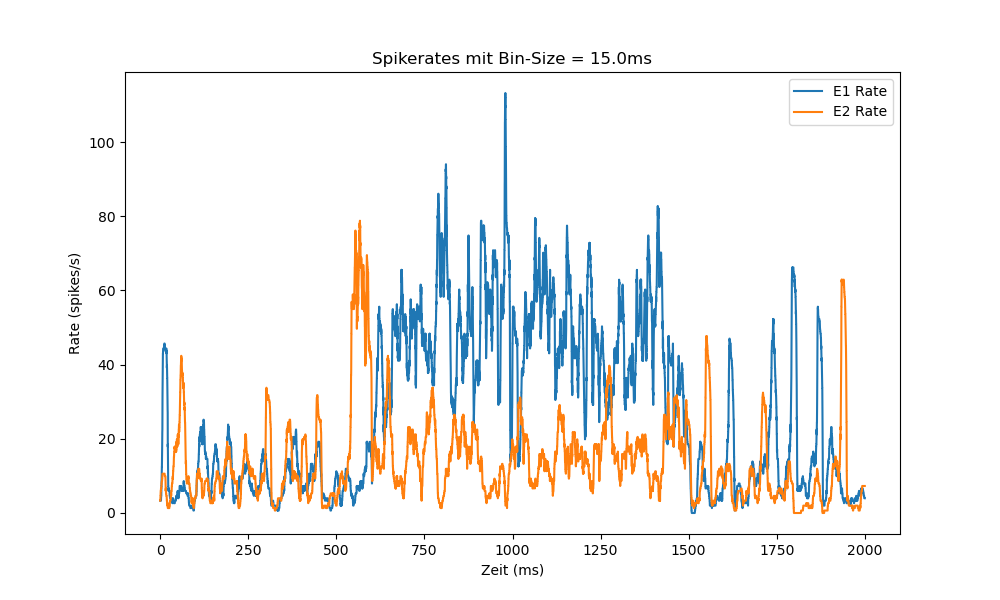 Spikerates mit Bin-Size = 15.0ms
E1 Rate
E2 Rate
100
80
60
40
20
0
Rate (spikes/s)
0 250 500 750 1000 1250 1500 1750 2000
Zeit (ms)